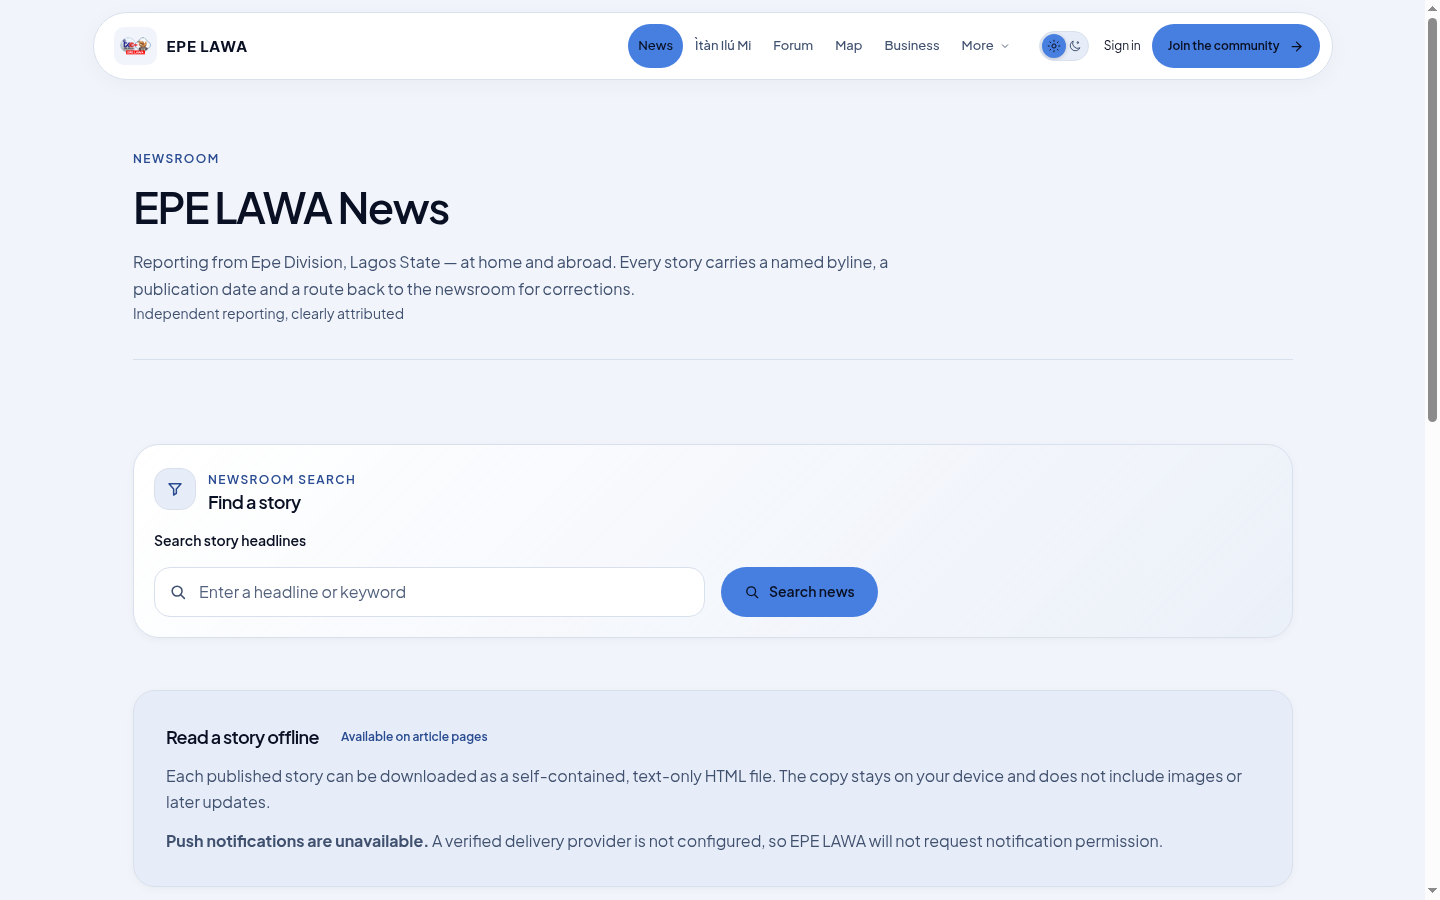 EPE LAWA
News
Ìtàn Ilú Mi
Forum
Map
Business
More
Sign in
Join the community
NEWSROOM
EPE LAWA News
Reporting from Epe Division, Lagos State — at home and abroad. Every story carries a named byline, a
publication date and a route back to the newsroom for corrections.
Independent reporting, clearly attributed
NEWSROOM SEARCH
Find a story
Search story headlines
Enter a headline or keyword
Search news
Read a story offline
Available on article pages
Each published story can be downloaded as a self-contained, text-only HTML file. The copy stays on your device and does not include images or
later updates.
Push notifications are unavailable. A verified delivery provider is not configured, so EPE LAWA will not request notification permission.